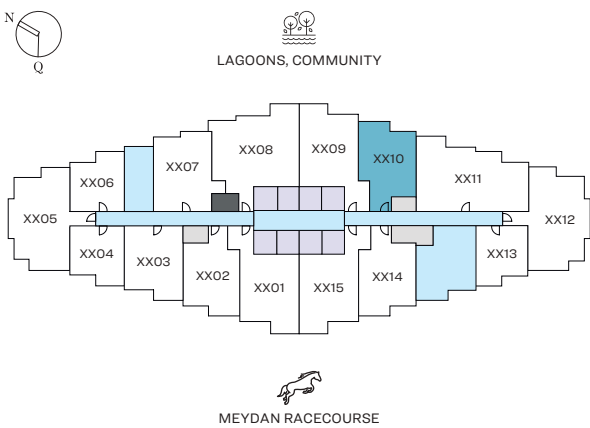 N
Q
LAGOONS, COMMUNITY
XX08
XX09
XX10
XX07
XX06
XX11
XX05
XX12
XX04
XX03
XX02
XX01
XX15
XX14
XX13
MEYDAN RACECOURSE